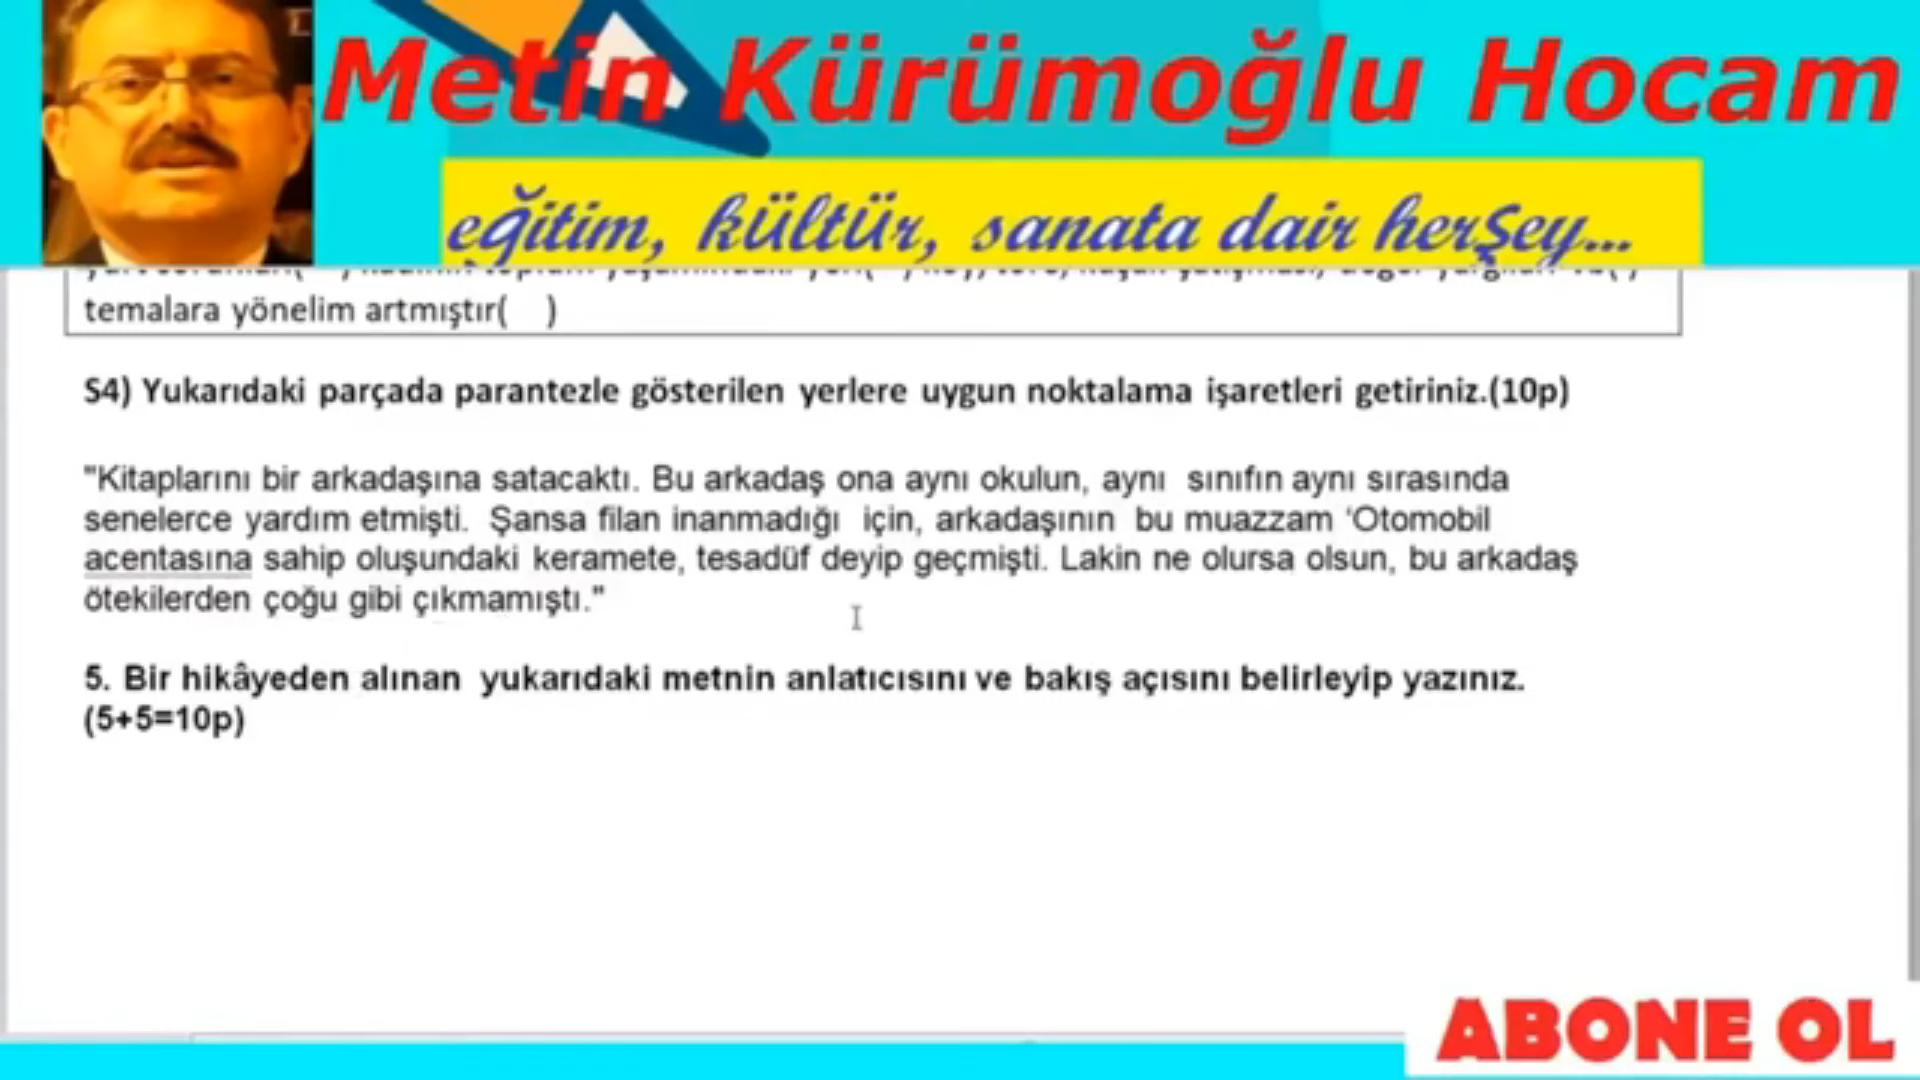 Metin Kürümoğlu Hocam
eğitim, kültür, sanata dair herşey...
temalara yönelim artmıştır( )
S4) Yukarıdaki parçada parantezle gösterilen yerlere uygun noktalama işaretleri getiriniz.(10p)
"Kitaplarını bir arkadaşına satacaktı. Bu arkadaş ona aynı okulun, aynı sınıfın aynı sırasında
senelerce yardım etmişti. Şansa filan inanmadığı için, arkadaşının bu muazzam ‘Otomobil
acentasına sahip oluşundaki keramete, tesadüf deyip geçmişti. Lakin ne olursa olsun, bu arkadaş
ötekilerden çoğu gibi çıkmamıştı."
5. Bir hikâyeden alınan yukarıdaki metnin anlatıcısını ve bakış açısını belirleyip yazınız.
(5+5=10p)
ABONE OL